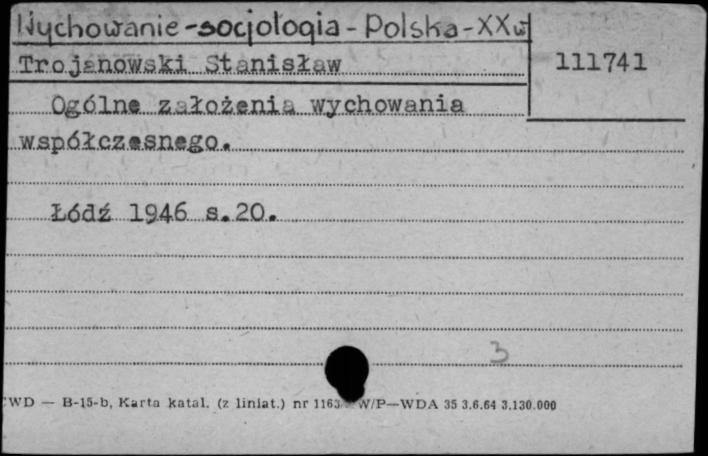 Wychowanie-socjologia-Polska-XXw
Trojanowski Stanisław
111741
Ogólne założenia wychowania
współczesnego.
Łódź 1946 s.20.
3
WD — B-15-b, Karta katal. (z liniat.) nr 1163 W/P—WDA 35 3.6.64 3.130.000